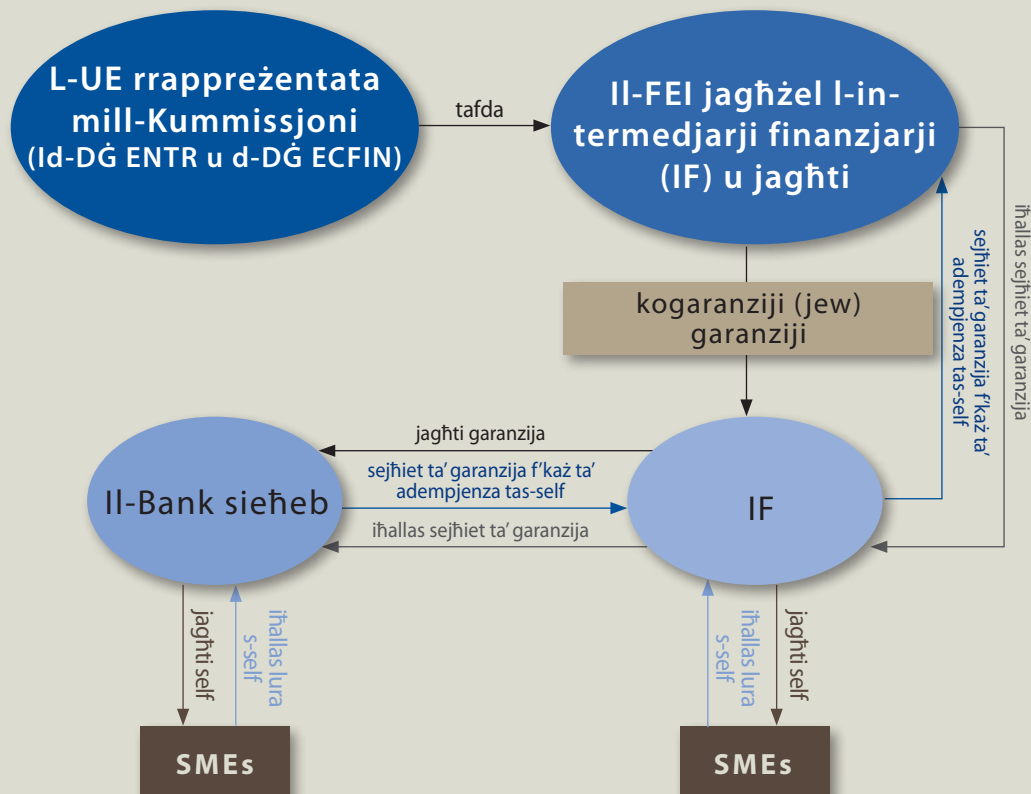 L-UE rrappreżentata
mill-Kummissjoni
(Id-DĠ ENTR u d-DĠ ECFIN)
tafda
Il-FEI jagħżel l-in-
termedjarji finanzjarji
(IF) u jagħti
kogaranziji (jew)
garanziji
sejħiet ta' garanzija f'każ ta'
adempjenza tas-self
iħallas sejħiet ta' garanzija
jagħti garanzija
sejħiet ta' garanzija f'każ ta'
adempjenza tas-self
iħallas sejħiet ta' garanzija
Il-Bank sieħeb
IF
jagħti self
iħallas lura
s-self
iħallas lura
s-self
jagħti self
SMEs
SMEs